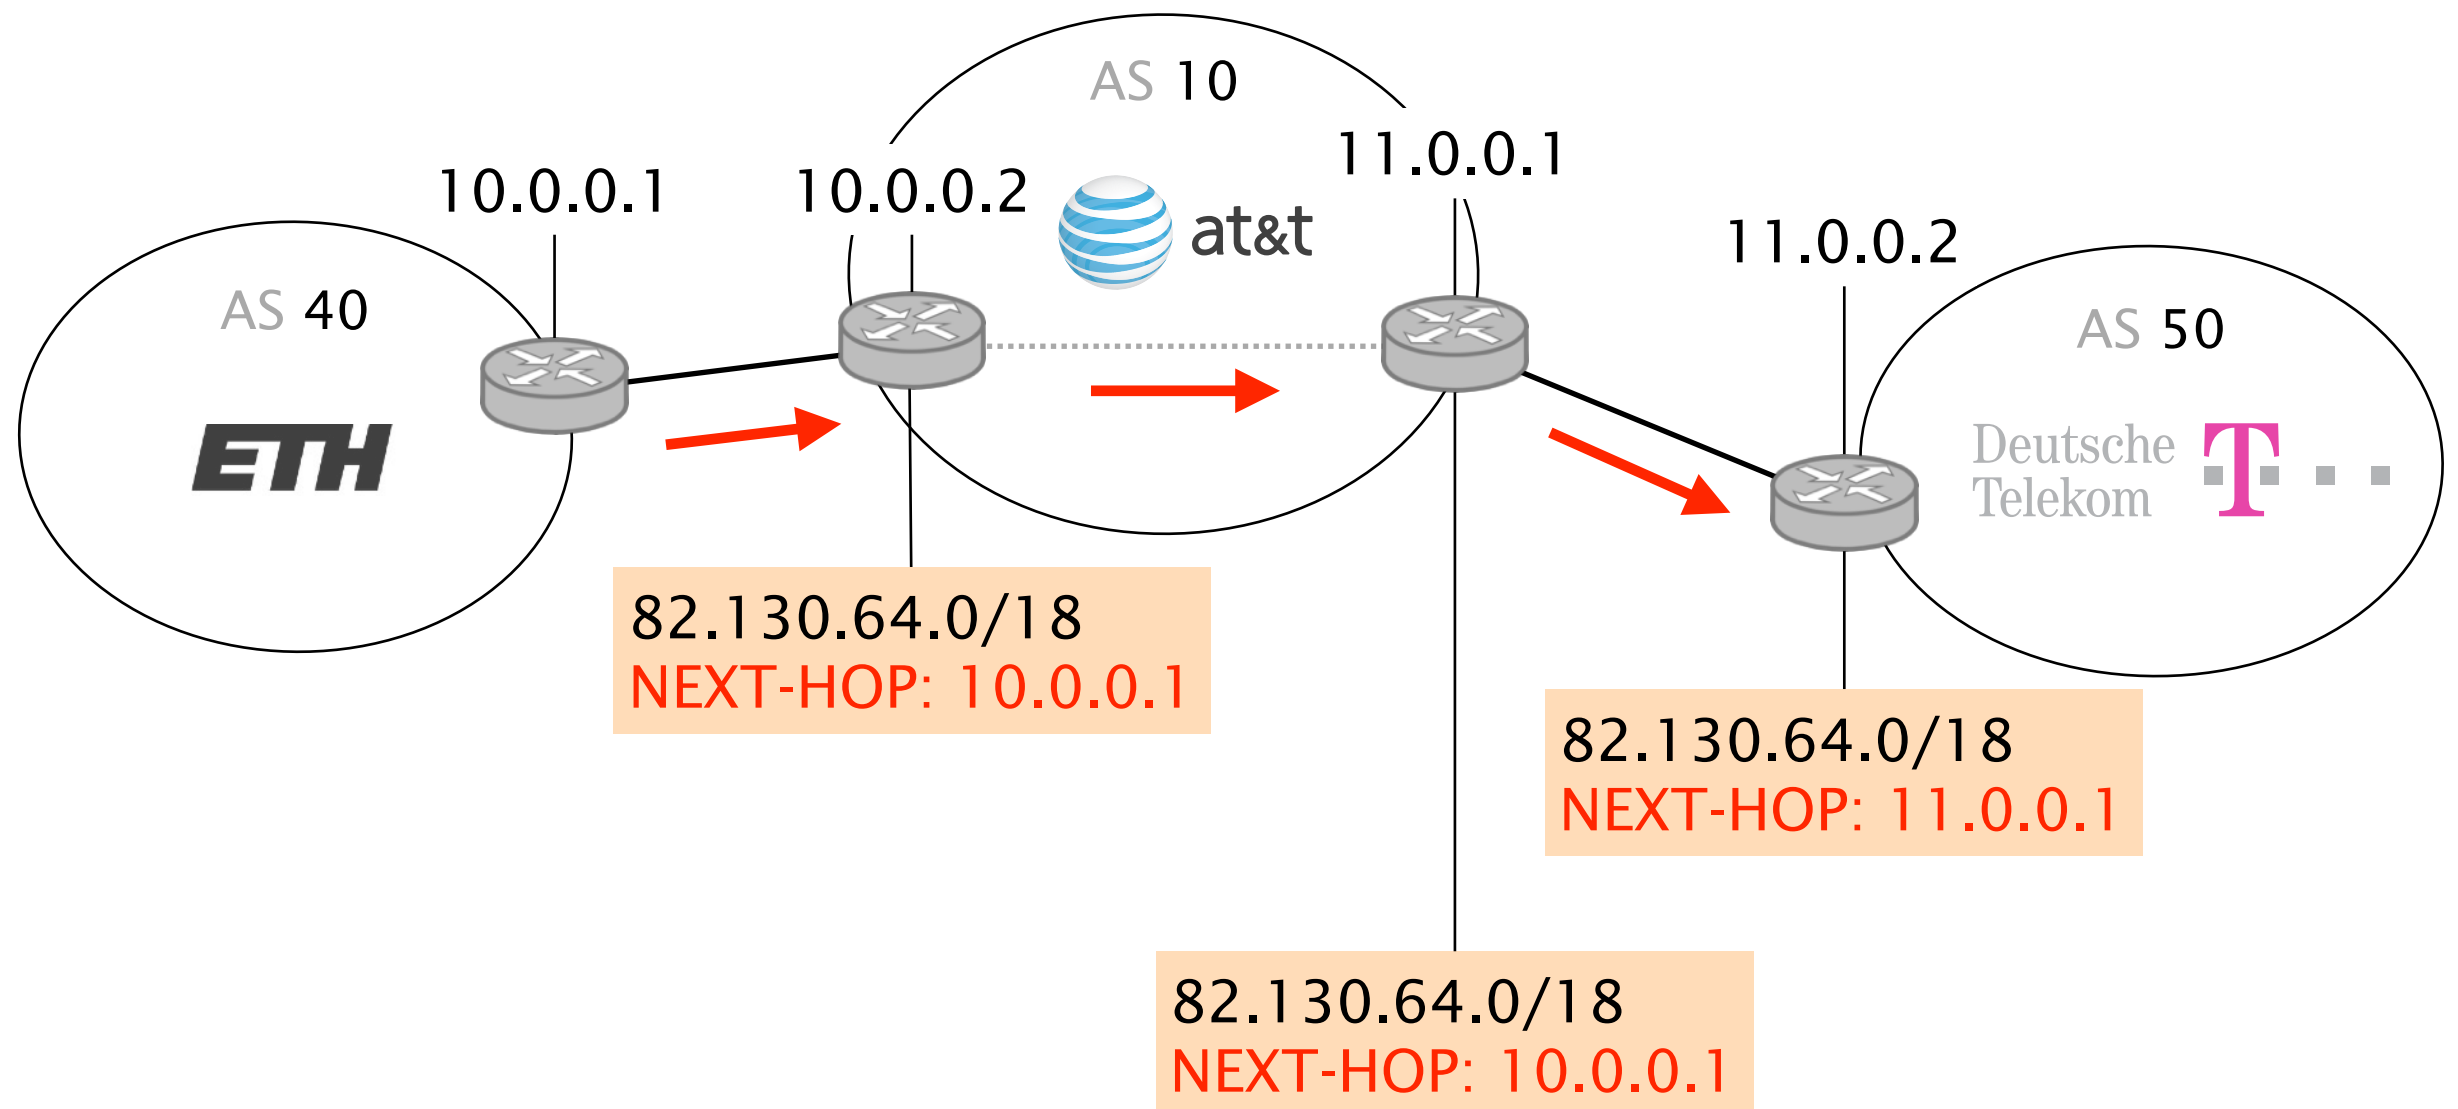 AS 10
11.0.0.1
10.0.0.1
10.0.0.2
at&t
11.0.0.2
AS 40
AS 50
ETH
Deutsche
Telekom
T
82.130.64.0/18
NEXT-HOP: 10.0.0.1
82.130.64.0/18
NEXT-HOP: 11.0.0.1
82.130.64.0/18
NEXT-HOP: 10.0.0.1